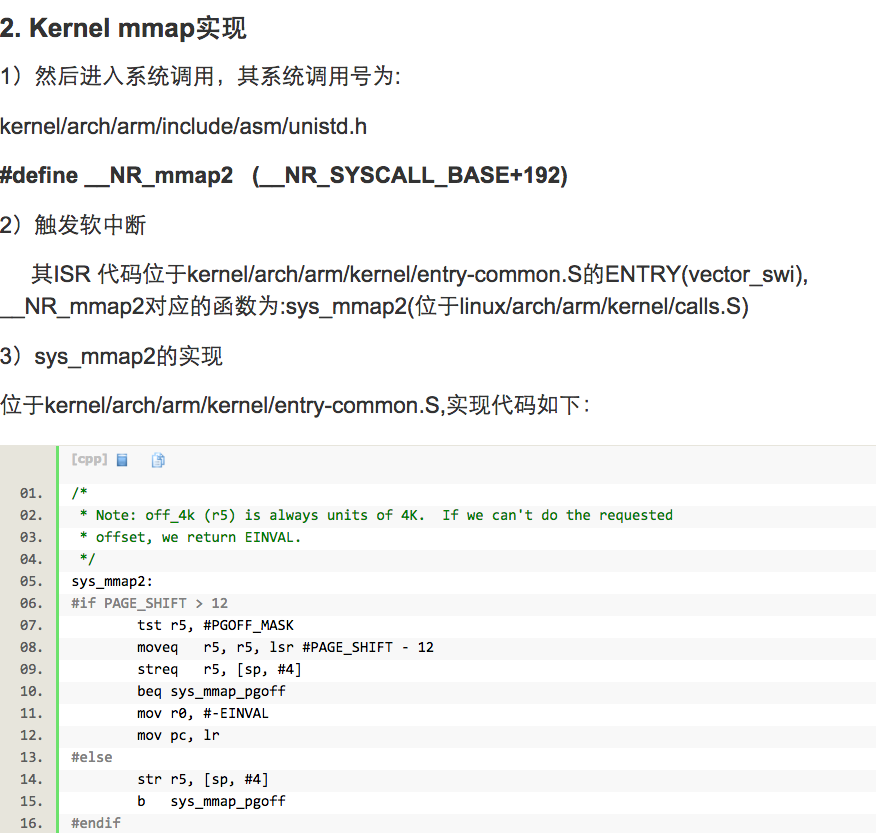 2. Kernel mmap实现
1）然后进入系统调用，其系统调用号为:
kernel/arch/arm/include/asm/unistd.h
#define __NR_mmap2   (__NR_SYSCALL_BASE+192)
2）触发软中断
其ISR 代码位于kernel/arch/arm/kernel/entry-common.S的ENTRY(vector_swi),
__NR_mmap2对应的函数为:sys_mmap2(位于linux/arch/arm/kernel/calls.S)
3）sys_mmap2的实现
位于kernel/arch/arm/kernel/entry-common.S,实现代码如下：
[cpp]
01. /*
02.  * Note: off_4k (r5) is always units of 4K.  If we can't do the requested
03.  * offset, we return EINVAL.
04.  */
05. sys_mmap2:
06. #if PAGE_SHIFT > 12
07.         tst r5, #PGOFF_MASK
08.         moveq   r5, r5, lsr #PAGE_SHIFT - 12
09.         streq   r5, [sp, #4]
10.         beq sys_mmap_pgoff
11.         mov r0, #-EINVAL
12.         mov pc, lr
13. #else
14.         str r5, [sp, #4]
15.         b   sys_mmap_pgoff
16. #endif